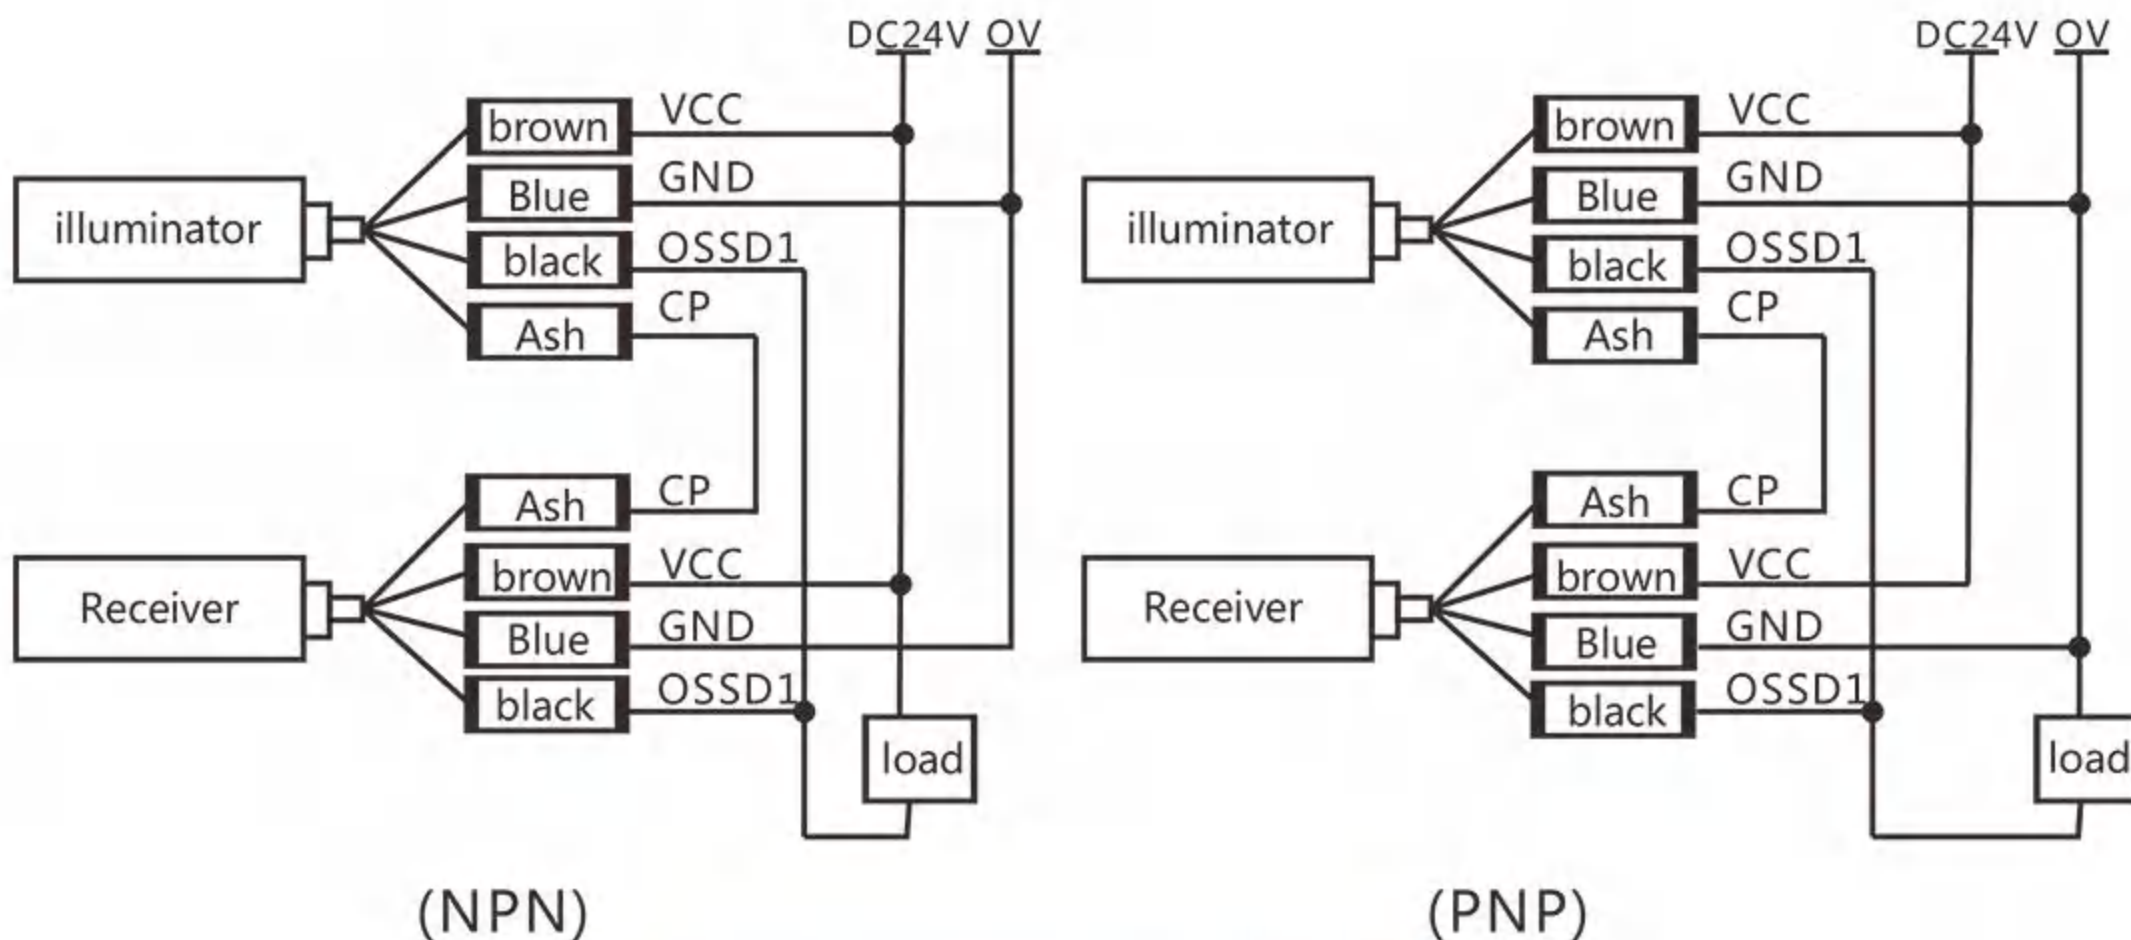 DC24V OV
brown VCC
Blue GND
illuminator
black OSSD1
Ash CP
Ash CP
brown VCC
Receiver
Blue GND
black OSSD1
load
(NPN)
DC24V OV
brown VCC
Blue GND
illuminator
black OSSD1
Ash CP
Ash CP
brown VCC
Receiver
Blue GND
black OSSD1
load
(PNP)